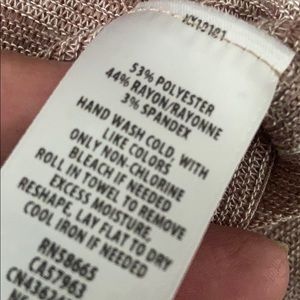 53% POLYESTER
44% RAYON/RAYONNE
3% SPANDEX
HAND WASH COLD, WITH
LIKE COLORS
ONLY NON-CHLORINE
BLEACH IF NEEDED
ROLL IN TOWEL TO REMOVE
EXCESS MOISTURE,
RESHAPE, LAY FLAT TO DRY
COOL IRON IF NEEDED
RN58665
CA57963